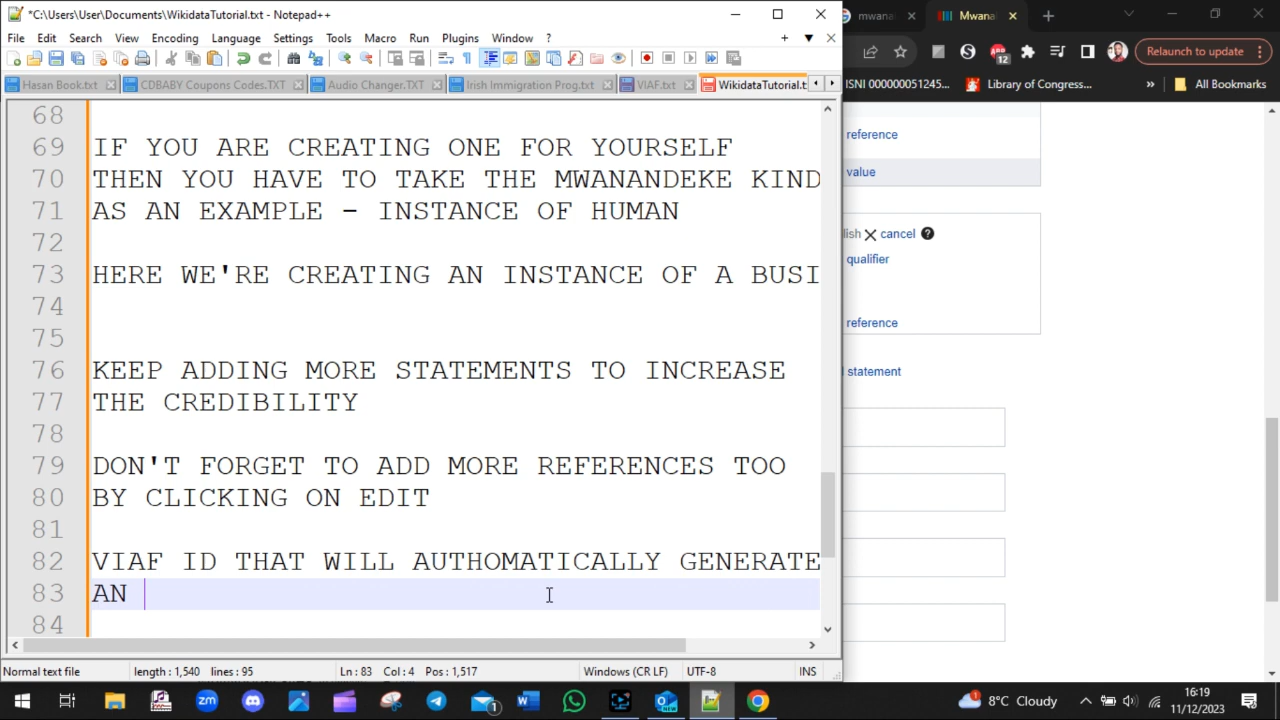 *C:\Users\User\Documents\WikidataTutorial.txt - Notepad++
mwana
Mwana
File Edit Search View Encoding Language Settings Tools Macro Run Plugins Window ?
12
Relaunch to update
Hasan Book.txt CDBABY Coupons Codes.TXT Audio Changer.TXT Irish Immigration Prog.txt VIAF.txt WikidataTutorial.t
ISNI 000000051245... Library of Congress... » All Bookmarks
68
69 IF YOU ARE CREATING ONE FOR YOURSELF
70 THEN YOU HAVE TO TAKE THE MWANANDEKE KIND
71 AS AN EXAMPLE - INSTANCE OF HUMAN
72
73 HERE WE'RE CREATING AN INSTANCE OF A BUSI
74
75
76 KEEP ADDING MORE STATEMENTS TO INCREASE
77 THE CREDIBILITY
78
79 DON'T FORGET TO ADD MORE REFERENCES TOO
80 BY CLICKING ON EDIT
81
82 VIAF ID THAT WILL AUTHOMATICALLY GENERATE
83 AN
84
reference
value
lish cancel ?
qualifier
reference
statement
Normal text file length : 1,540 lines : 95 Ln : 83 Col : 4 Pos : 1,517 Windows (CR LF) UTF-8 INS
zm
1
8°C Cloudy
16:19
11/12/2023